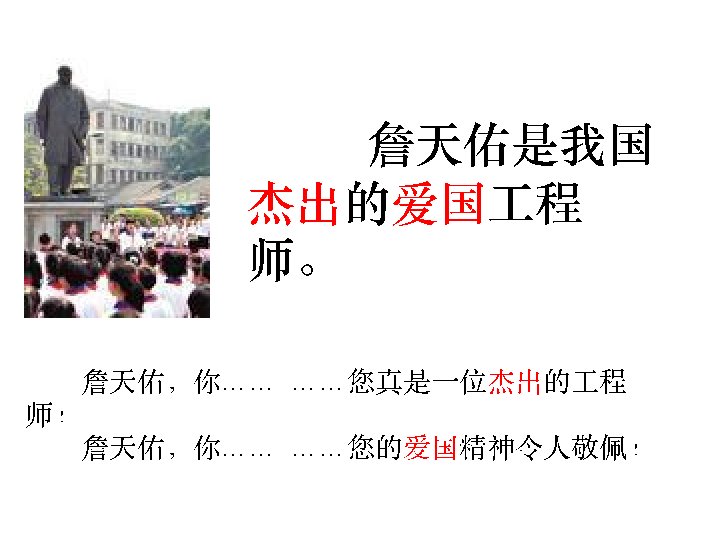 詹天佑是我国
杰出的爱国工程
师。
詹天佑，你…… ……您真是一位杰出的工程
师！
詹天佑，你…… ……您的爱国精神令人敬佩！